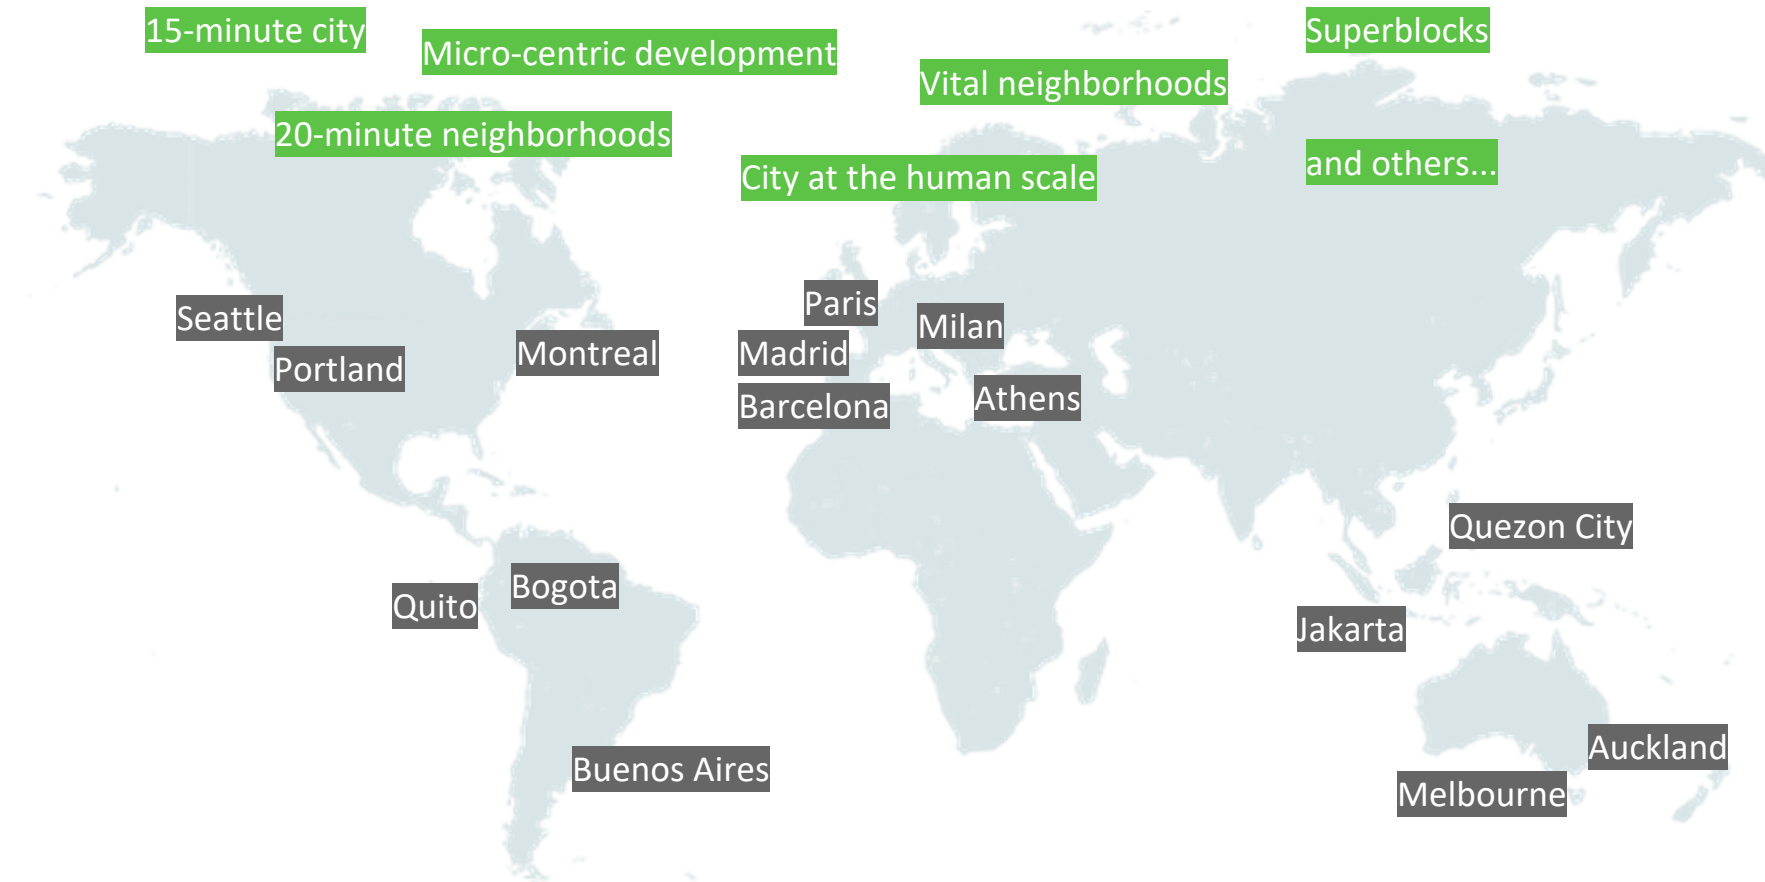 15-minute city
Micro-centric development
Superblocks
Vital neighborhoods
20-minute neighborhoods
City at the human scale
and others...
Seattle
Portland
Montreal
Paris
Milan
Madrid
Barcelona
Athens
Quezon City
Quito
Bogota
Jakarta
Buenos Aires
Auckland
Melbourne